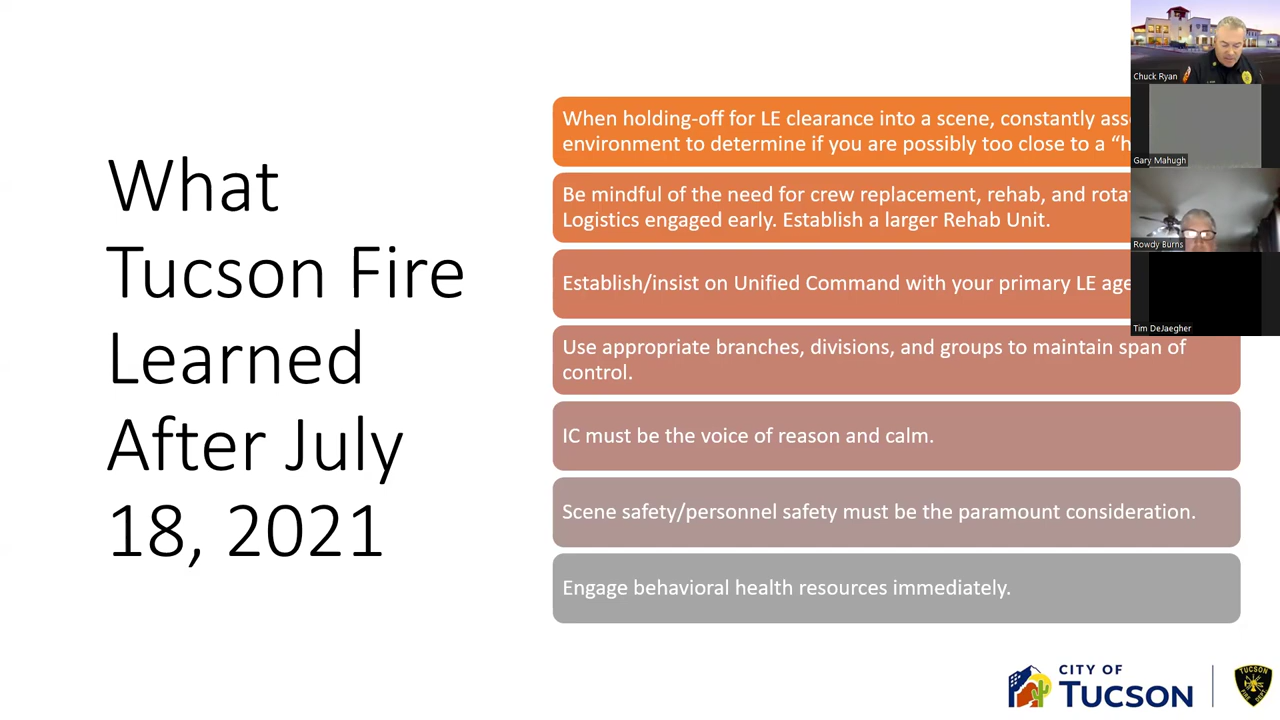 What
Tucson Fire
Learned
After July
18, 2021
When holding-off for LE clearance into a scene, constantly
environment to determine if you are possibly too close to a
Be mindful of the need for crew replacement, rehab, and
Logistics engaged early. Establish a larger Rehab Unit.
Establish/insist on Unified Command with your primary LE
Use appropriate branches, divisions, and groups to maintain span of
control.
IC must be the voice of reason and calm.
Scene safety/personnel safety must be the paramount consideration.
Engage behavioral health resources immediately.
Chuck Ryan
Gary Mahugh
Rowdy Burns
Tim DeJaegher
CITY OF
TUCSON
TUCSON
FIRE
DEPT